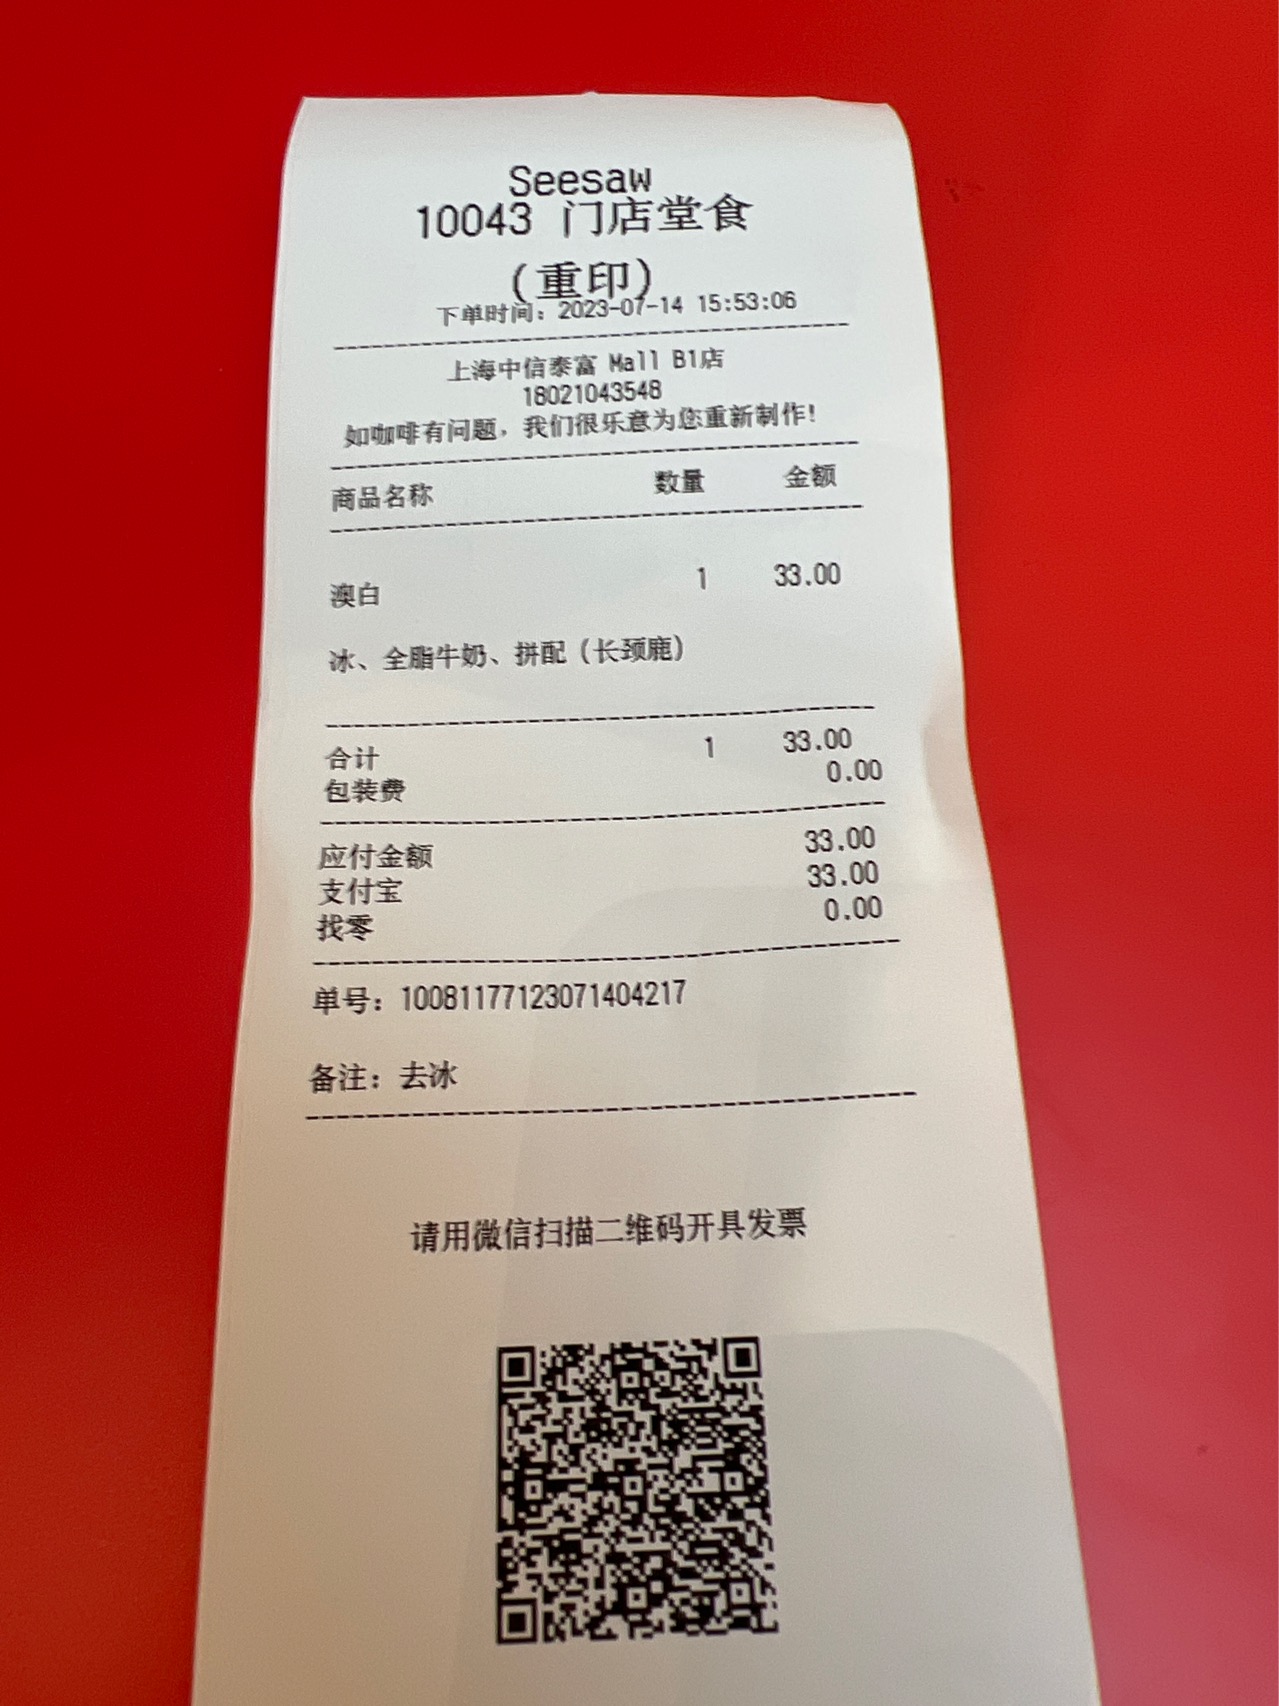 Seesaw
10043 门店堂食
(重印)
下单时间：2023-07-14 15:53:06
上海中信泰富 Mall B1店
18021043548
如咖啡有问题，我们很乐意为您重新制作！
商品名称 数量 金额
澳白 1 33.00
冰、全脂牛奶、拼配（长颈鹿）
合计 1 33.00
包装费 0.00
应付金额 33.00
支付宝 33.00
找零 0.00
单号：10081177123071404217
备注：去冰
请用微信扫描二维码开具发票